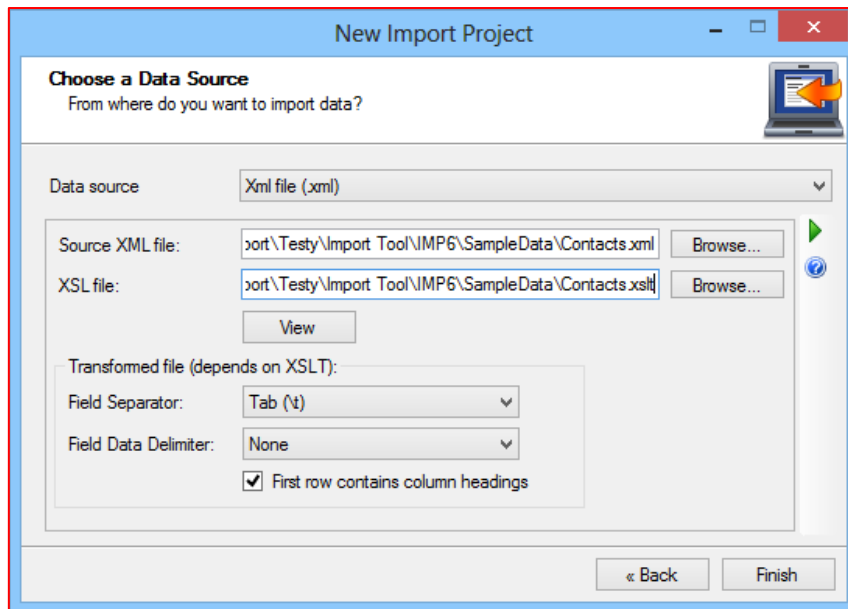 New Import Project
Choose a Data Source
From where do you want to import data?
Data source Xml file (.xml)
Source XML file: port\Testy\Import Tool\IMP6\SampleData\Contacts.xml Browse...
XSL file: port\Testy\Import Tool\IMP6\SampleData\Contacts.xslt Browse...
View
Transformed file (depends on XSLT):
Field Separator: Tab (\t)
Field Data Delimiter: None
First row contains column headings
« Back Finish